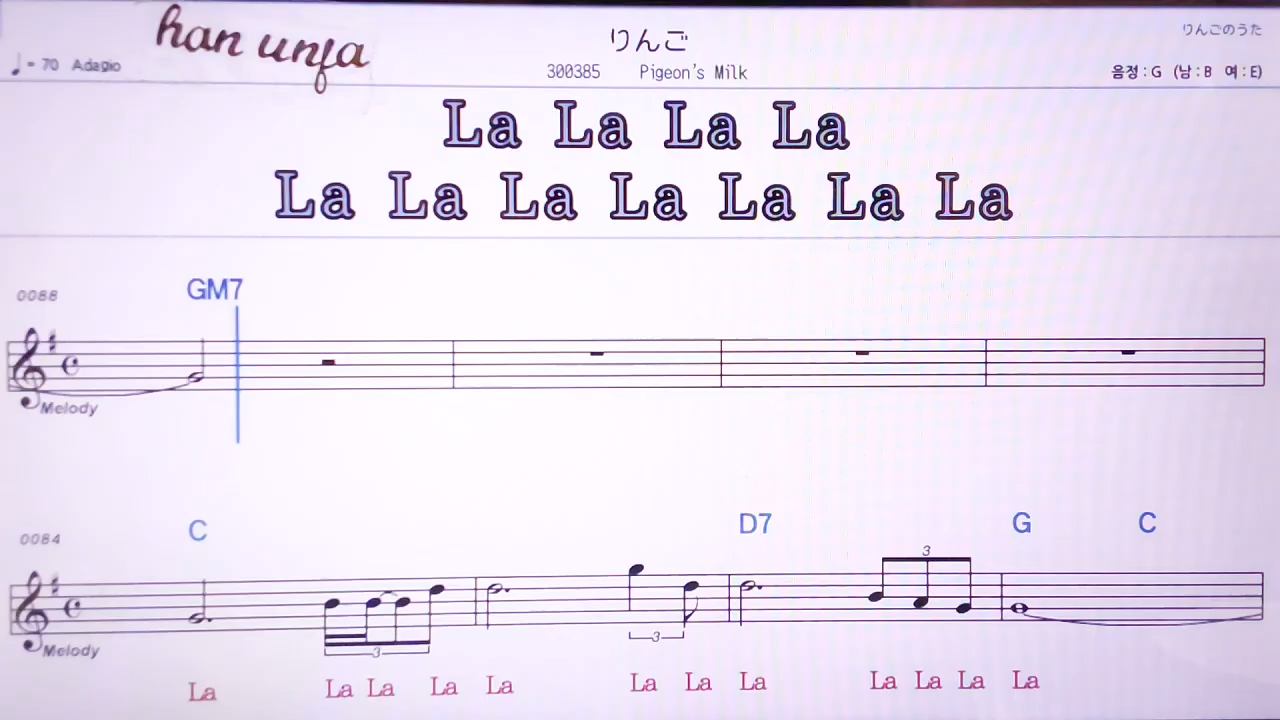 han unfa
りんご
りんごのうた
♩ = 70 Adagio
300385 Pigeon's Milk
음정 : G (남 : B 여 : E)
La La La La
La La La La La La La
0088
GM7
Melody
0084
C D7 G C
3
Melody
3 3
La La La La La La La La La La La La